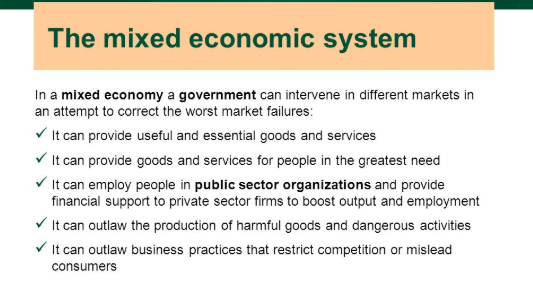 The mixed economic system
In a mixed economy a government can intervene in different markets in
an attempt to correct the worst market failures:
✓ It can provide useful and essential goods and services
✓ It can provide goods and services for people in the greatest need
✓ It can employ people in public sector organizations and provide
financial support to private sector firms to boost output and employment
✓ It can outlaw the production of harmful goods and dangerous activities
✓ It can outlaw business practices that restrict competition or mislead
consumers